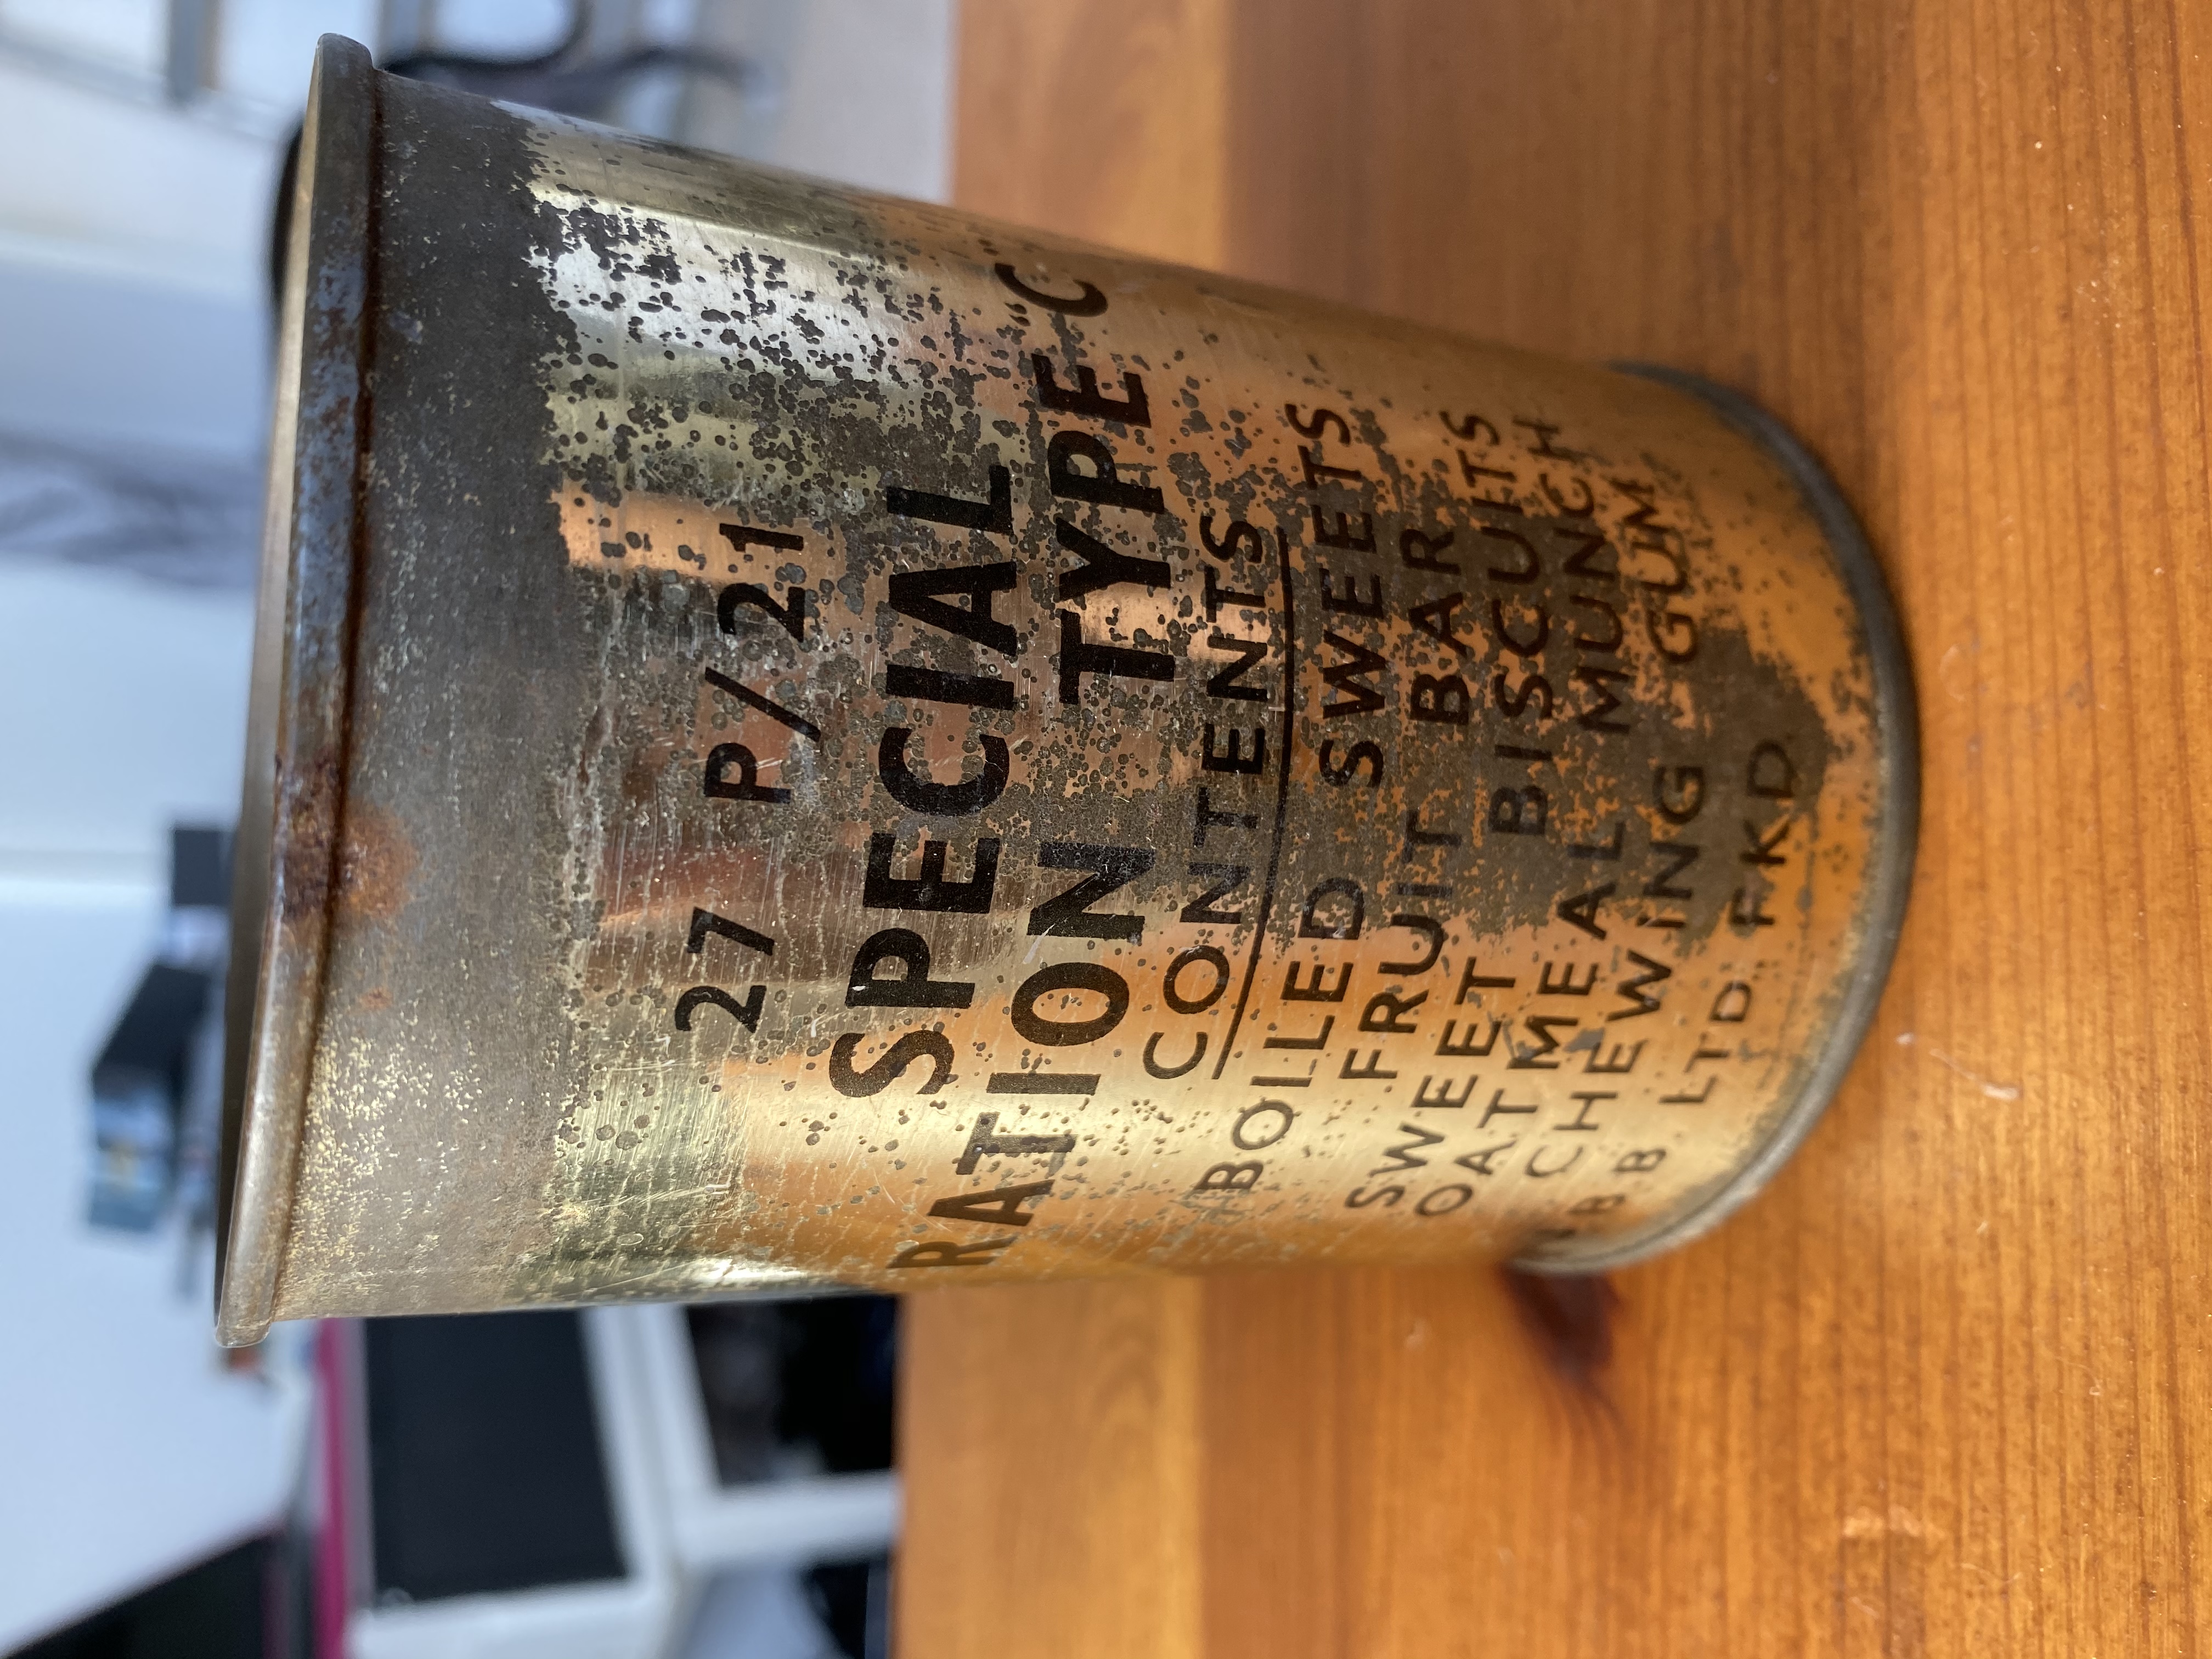 27 P/21
SPECIAL
RATION TYPE "C
CONTENTS
BOILED SWEETS
FRUIT BAR
SWEET BISCUITS
OATMEAL MUNCH
CHEWING GUM
LTD. FKD.